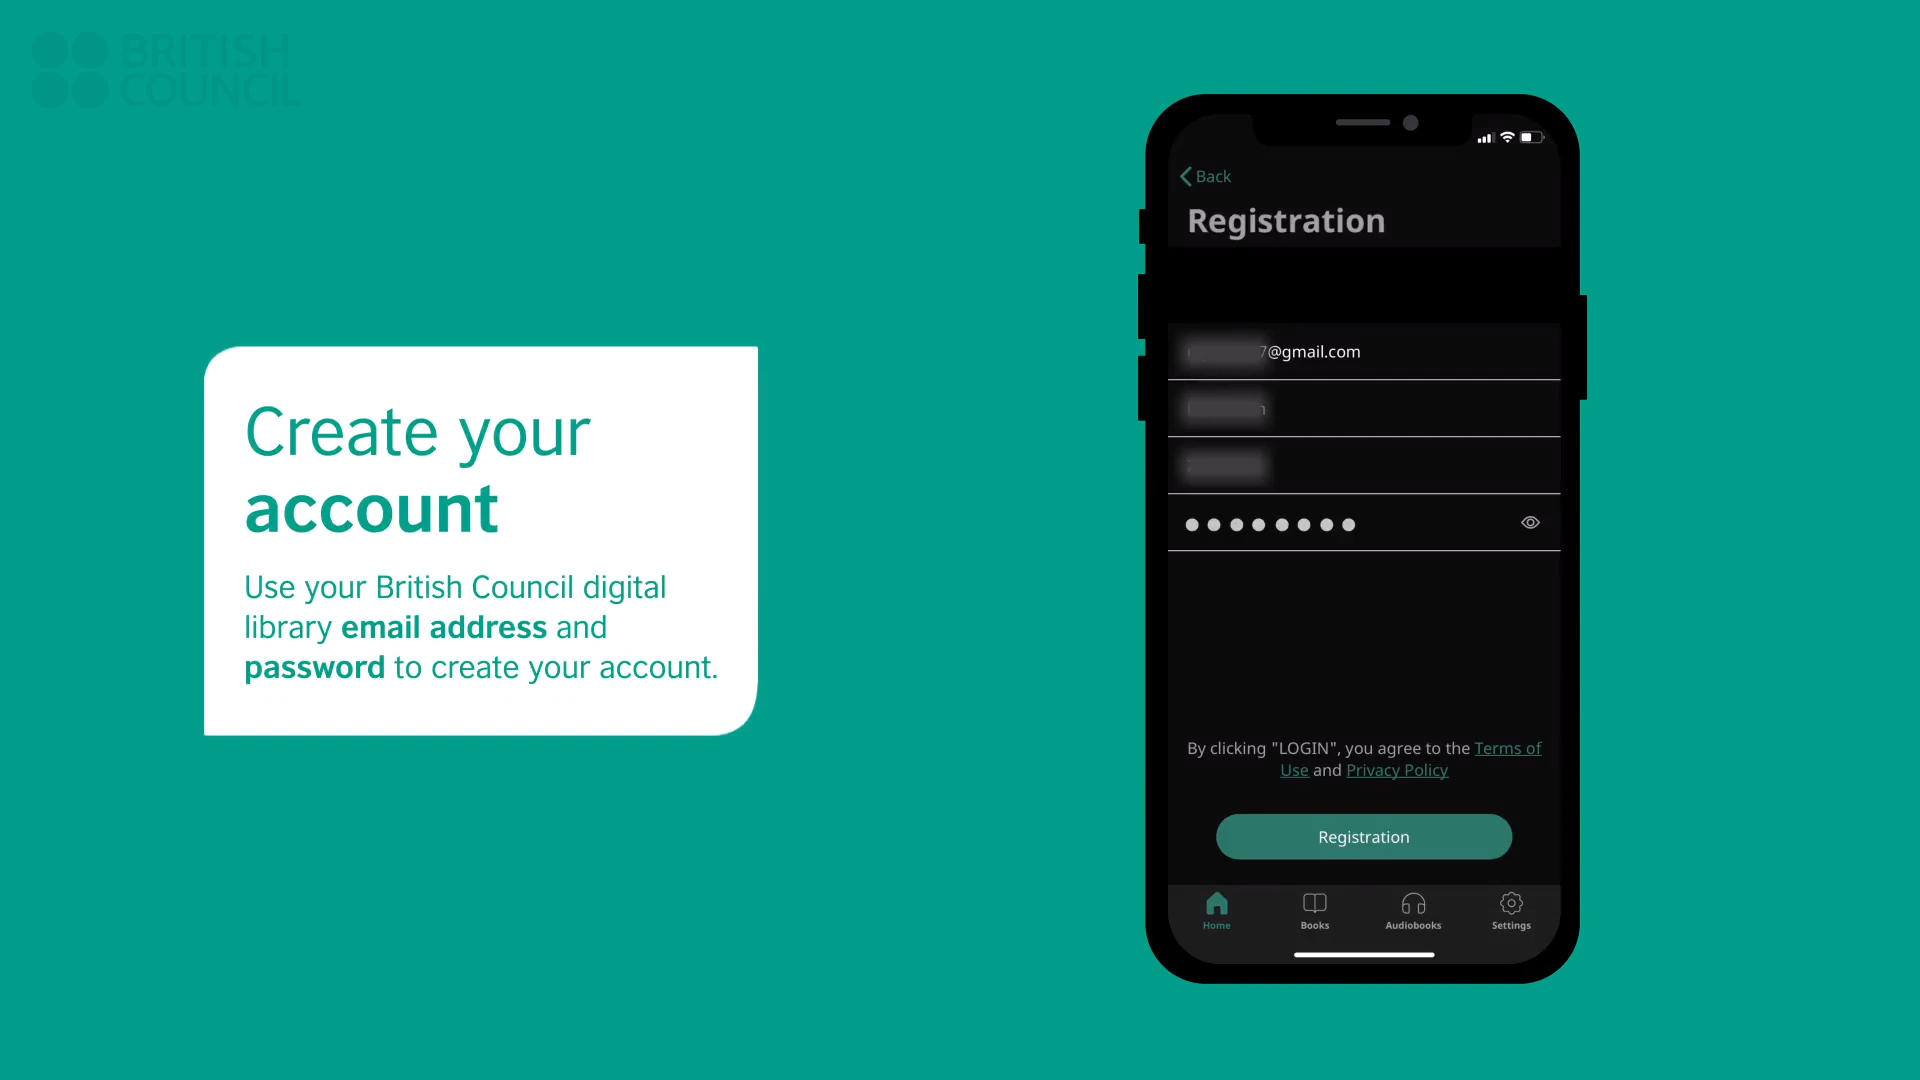 BRITISH
COUNCIL
Create your
account
Use your British Council digital
library email address and
password to create your account.
Back
Registration
7@gmail.com
By clicking "LOGIN", you agree to the Terms of
Use and Privacy Policy
Registration
Home
Books
Audiobooks
Settings